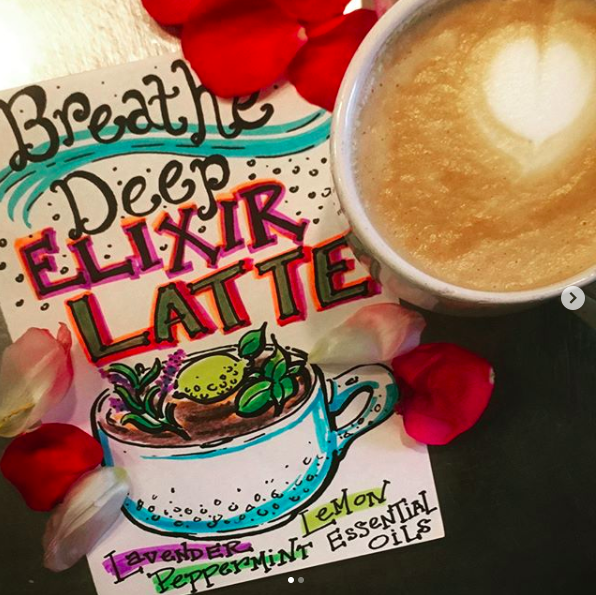 Breathe
Deep
ELIXIR
LATTE
LAVENDER LEMON
PEPPERMINT ESSENTIAL
OiLS